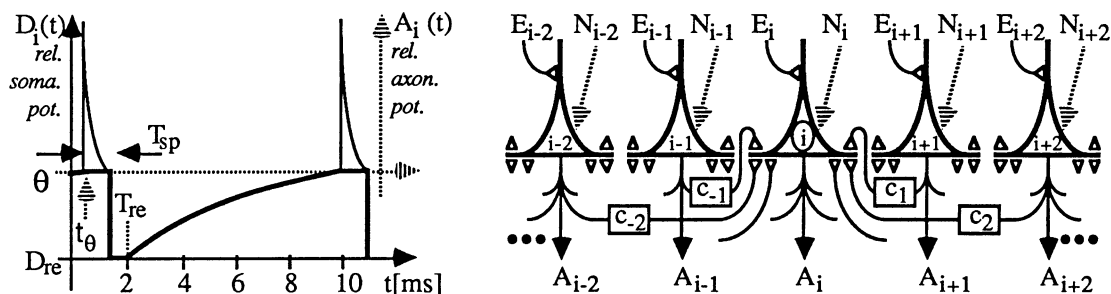 D_i(t)
rel.
soma.
pot.
A_i (t)
rel.
axon.
pot.
T_sp
θ
T_re
t_θ
D_re
2 4 6 8 10 t[ms]
E_i-2 N_i-2 E_i-1 N_i-1 E_i N_i E_i+1 N_i+1 E_i+2 N_i+2
i-2 i-1 i i+1 i+2
c_-1 c_1
c_-2 c_2
A_i-2 A_i-1 A_i A_i+1 A_i+2